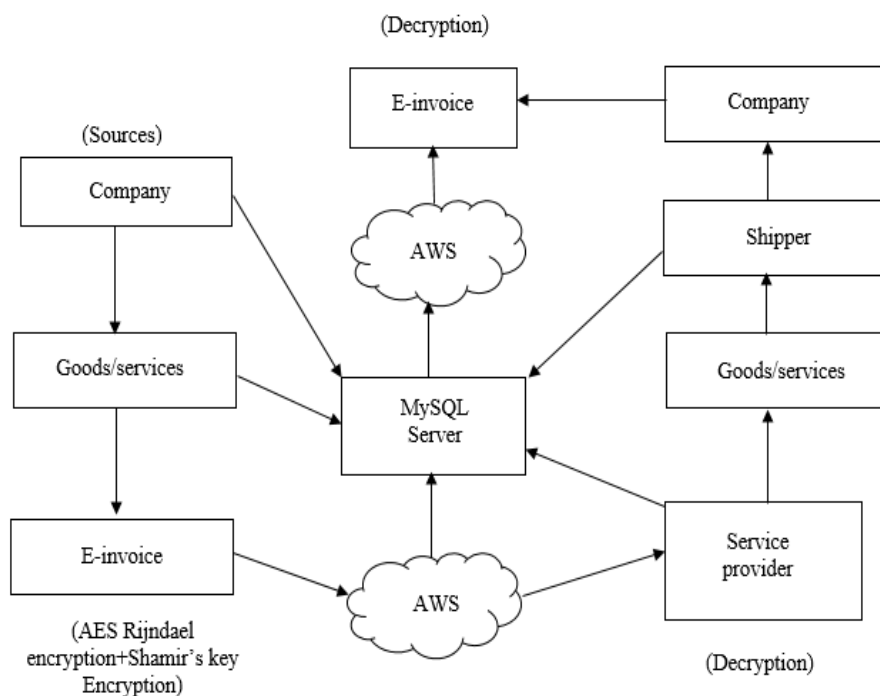 (Decryption)
E-invoice
Company
(Sources)
Company
AWS
Shipper
Goods/services
MySQL
Server
Goods/services
E-invoice
AWS
Service
provider
(AES Rijndael
encryption+Shamir’s key
Encryption)
(Decryption)